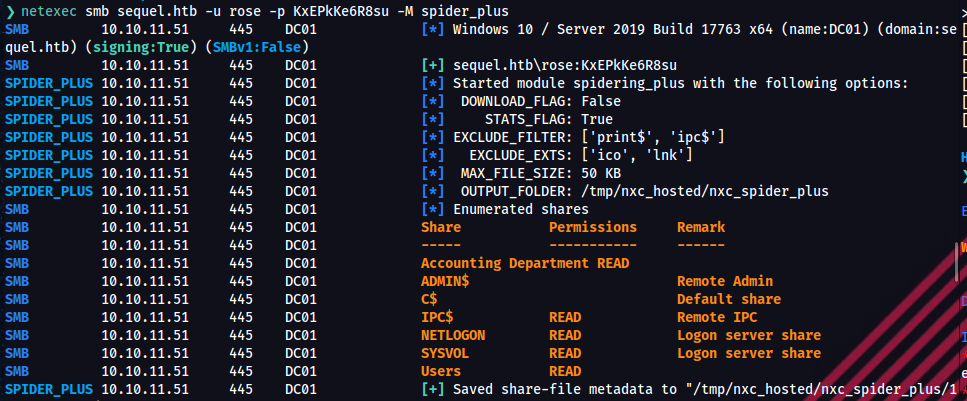 ❯ netexec smb sequel.htb -u rose -p KxEPkKe6R8su -M spider_plus
SMB 10.10.11.51 445 DC01 [*] Windows 10 / Server 2019 Build 17763 x64 (name:DC01) (domain:se
quel.htb) (signing:True) (SMBv1:False)
SMB 10.10.11.51 445 DC01 [+] sequel.htb\rose:KxEPkKe6R8su
SPIDER_PLUS 10.10.11.51 445 DC01 [*] Started module spidering_plus with the following options:
SPIDER_PLUS 10.10.11.51 445 DC01 [*] DOWNLOAD_FLAG: False
SPIDER_PLUS 10.10.11.51 445 DC01 [*] STATS_FLAG: True
SPIDER_PLUS 10.10.11.51 445 DC01 [*] EXCLUDE_FILTER: ['print$', 'ipc$']
SPIDER_PLUS 10.10.11.51 445 DC01 [*] EXCLUDE_EXTS: ['ico', 'lnk']
SPIDER_PLUS 10.10.11.51 445 DC01 [*] MAX_FILE_SIZE: 50 KB
SPIDER_PLUS 10.10.11.51 445 DC01 [*] OUTPUT_FOLDER: /tmp/nxc_hosted/nxc_spider_plus
SMB 10.10.11.51 445 DC01 [*] Enumerated shares
SMB 10.10.11.51 445 DC01 Share Permissions Remark
SMB 10.10.11.51 445 DC01 ----- ----------- ------
SMB 10.10.11.51 445 DC01 Accounting Department READ
SMB 10.10.11.51 445 DC01 ADMIN$ Remote Admin
SMB 10.10.11.51 445 DC01 C$ Default share
SMB 10.10.11.51 445 DC01 IPC$ READ Remote IPC
SMB 10.10.11.51 445 DC01 NETLOGON READ Logon server share
SMB 10.10.11.51 445 DC01 SYSVOL READ Logon server share
SMB 10.10.11.51 445 DC01 Users READ
SPIDER_PLUS 10.10.11.51 445 DC01 [+] Saved share-file metadata to "/tmp/nxc_hosted/nxc_spider_plus/1